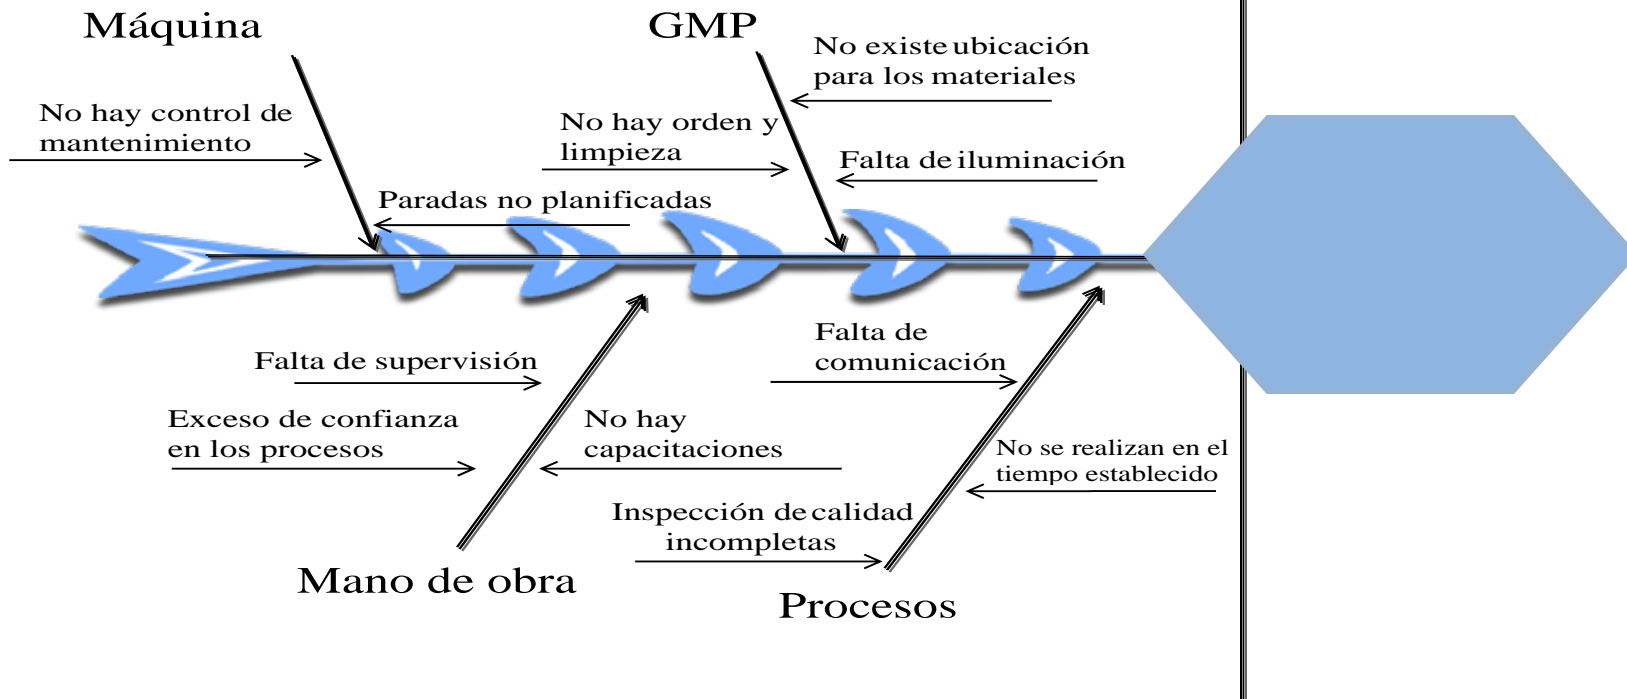 Máquina
GMP
No existe ubicación
para los materiales
No hay control de
mantenimiento
No hay orden y
limpieza
Falta de iluminación
Paradas no planificadas
Falta de supervisión
Falta de
comunicación
Exceso de confianza
en los procesos
No hay
capacitaciones
No se realizan en el
tiempo establecido
Inspección de calidad
incompletas
Mano de obra
Procesos